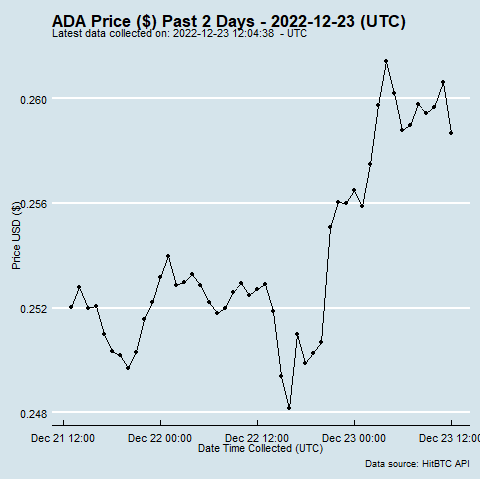 ADA Price ($) Past 2 Days - 2022-12-23 (UTC)
Latest data collected on: 2022-12-23 12:04:38  - UTC
Price USD ($)
0.260
0.256
0.252
0.248
Dec 21 12:00 Dec 22 00:00 Dec 22 12:00 Dec 23 00:00 Dec 23 12:00
Date Time Collected (UTC)
Data source: HitBTC API